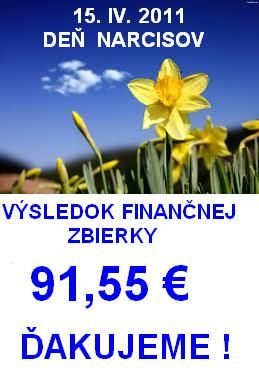 15. IV. 2011
DEŇ NARCISOV
VÝSLEDOK FINANČNEJ
ZBIERKY
91,55 €
ĎAKUJEME !